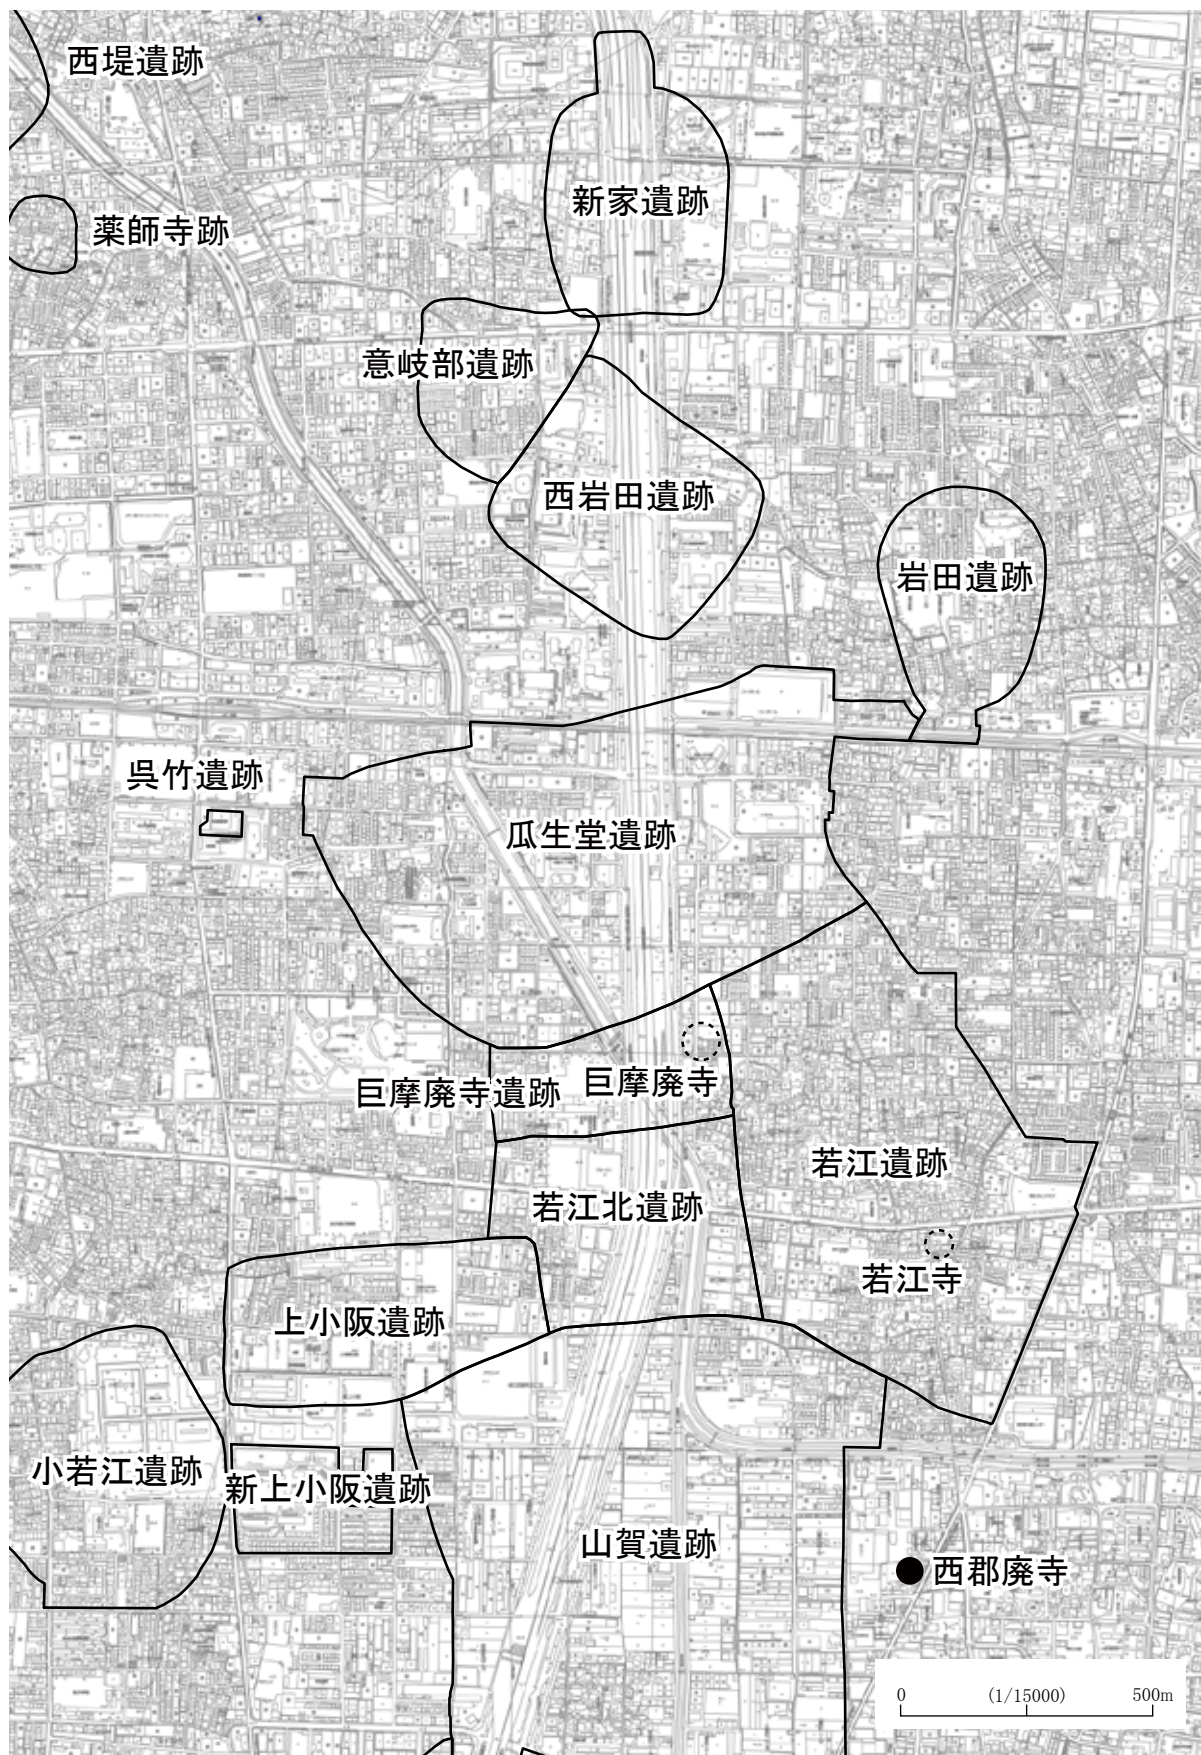 西堤遺跡
新家遺跡
薬師寺跡
意岐部遺跡
西岩田遺跡
岩田遺跡
呉竹遺跡
瓜生堂遺跡
巨摩廃寺遺跡
巨摩廃寺
若江遺跡
若江北遺跡
若江寺
上小阪遺跡
小若江遺跡
新上小阪遺跡
山賀遺跡
西郡廃寺
0 (1/15000) 500m